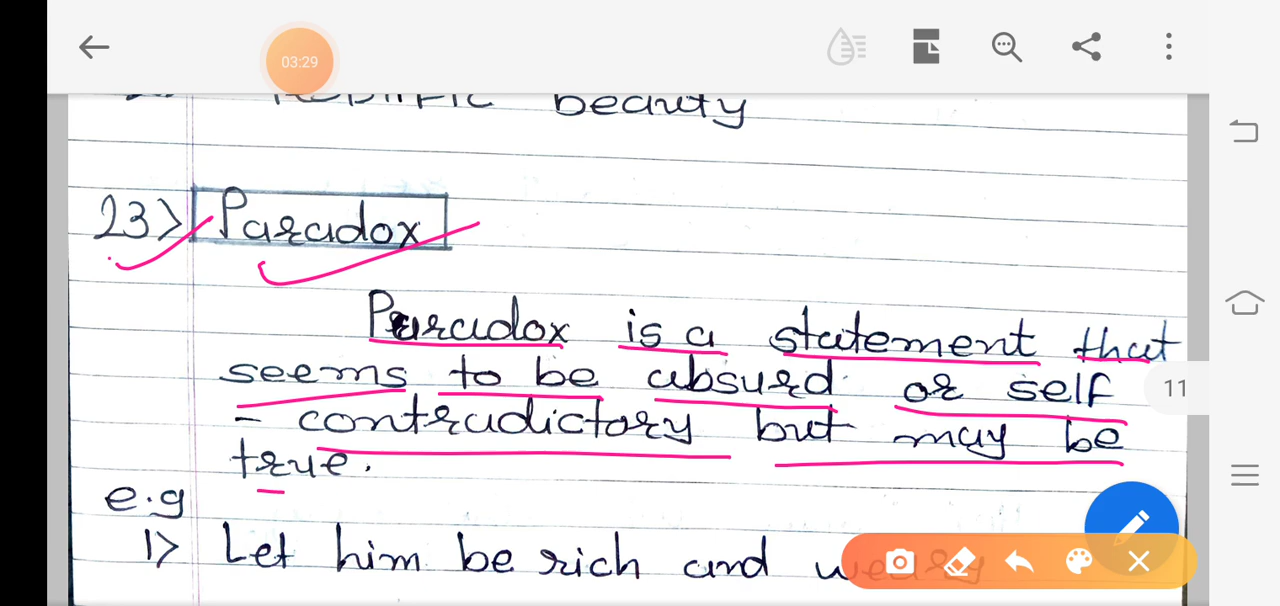 03:29
beauty
23> Paradox
Paradox is a statement that
seems to be absurd or self
- contradictory but may be
true.
11
e.g
1> Let him be rich and weary